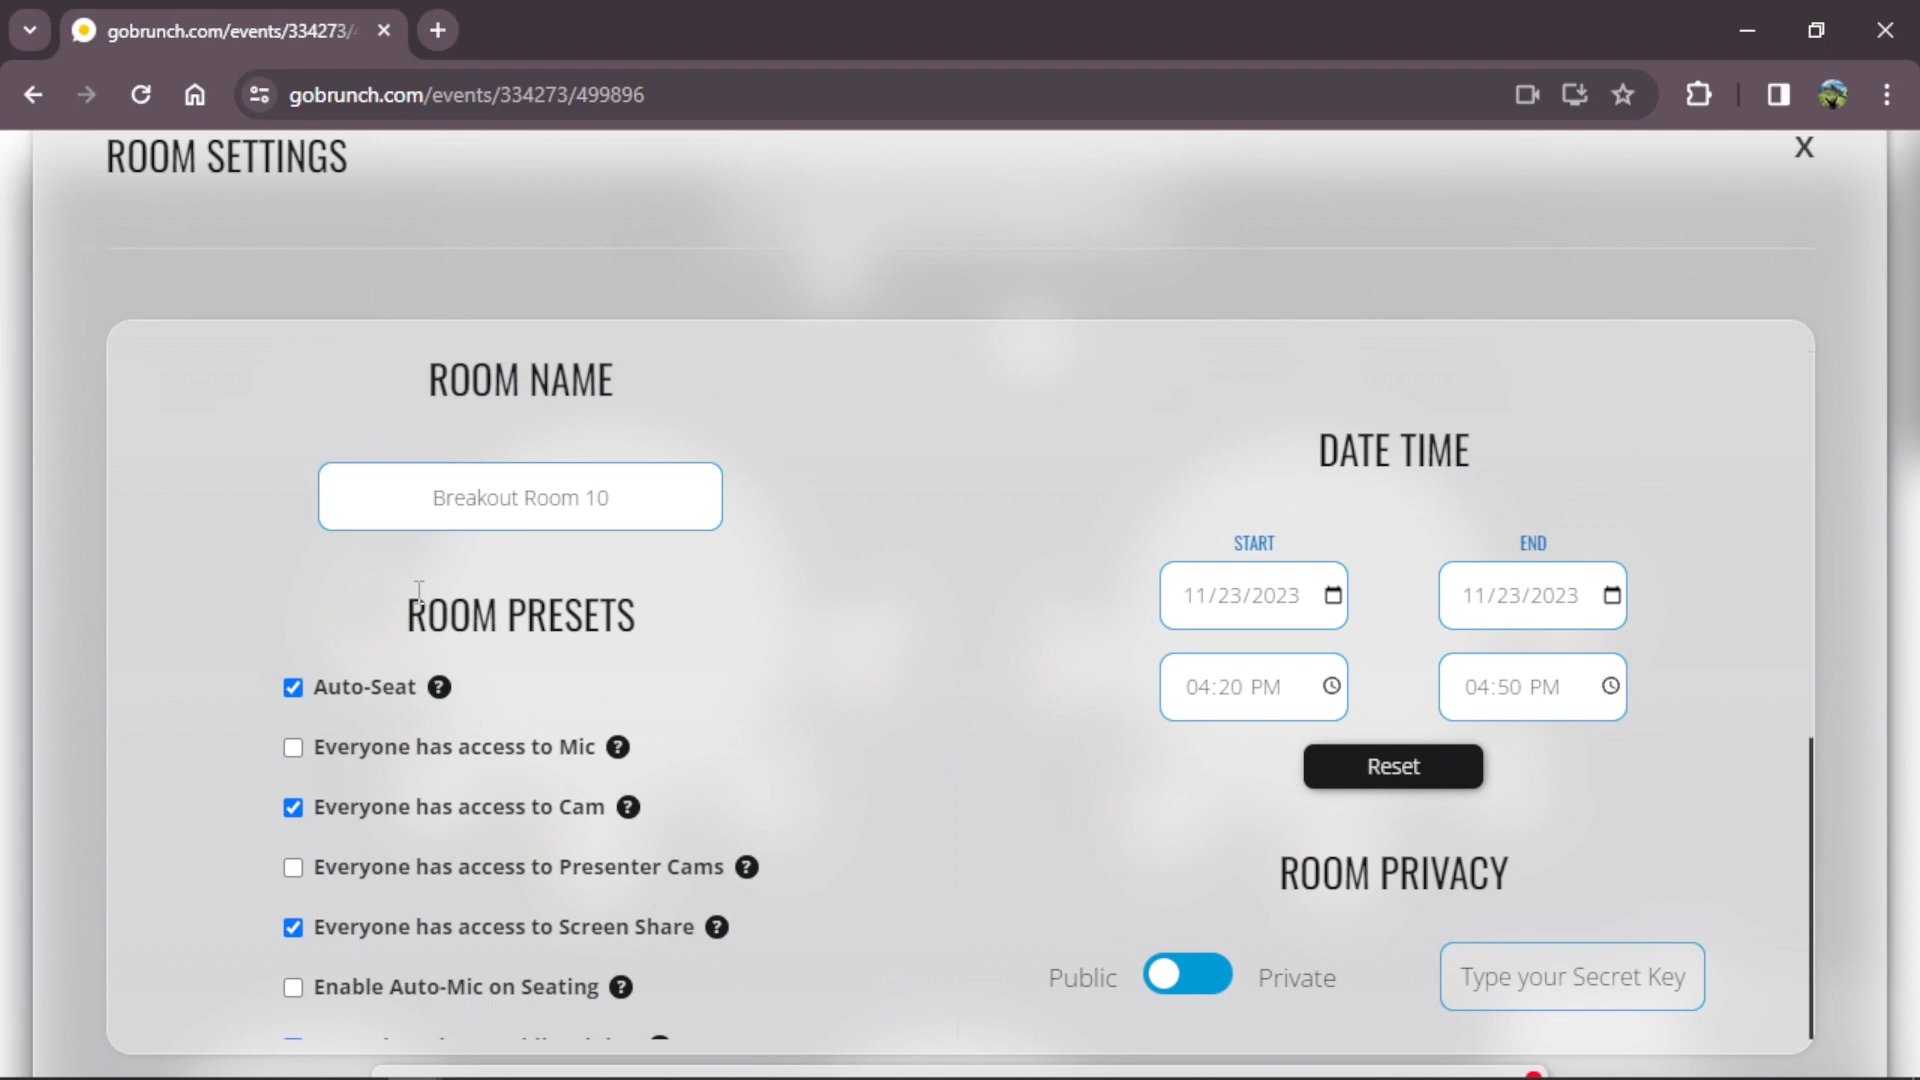 gobrunch.com/events/334273/
gobrunch.com/events/334273/499896
ROOM SETTINGS
X
ROOM NAME
Breakout Room 10
ROOM PRESETS
Auto-Seat ?
Everyone has access to Mic ?
Everyone has access to Cam ?
Everyone has access to Presenter Cams ?
Everyone has access to Screen Share ?
Enable Auto-Mic on Seating ?
DATE TIME
START
END
11/23/2023
11/23/2023
04:20 PM
04:50 PM
Reset
ROOM PRIVACY
Public
Private
Type your Secret Key